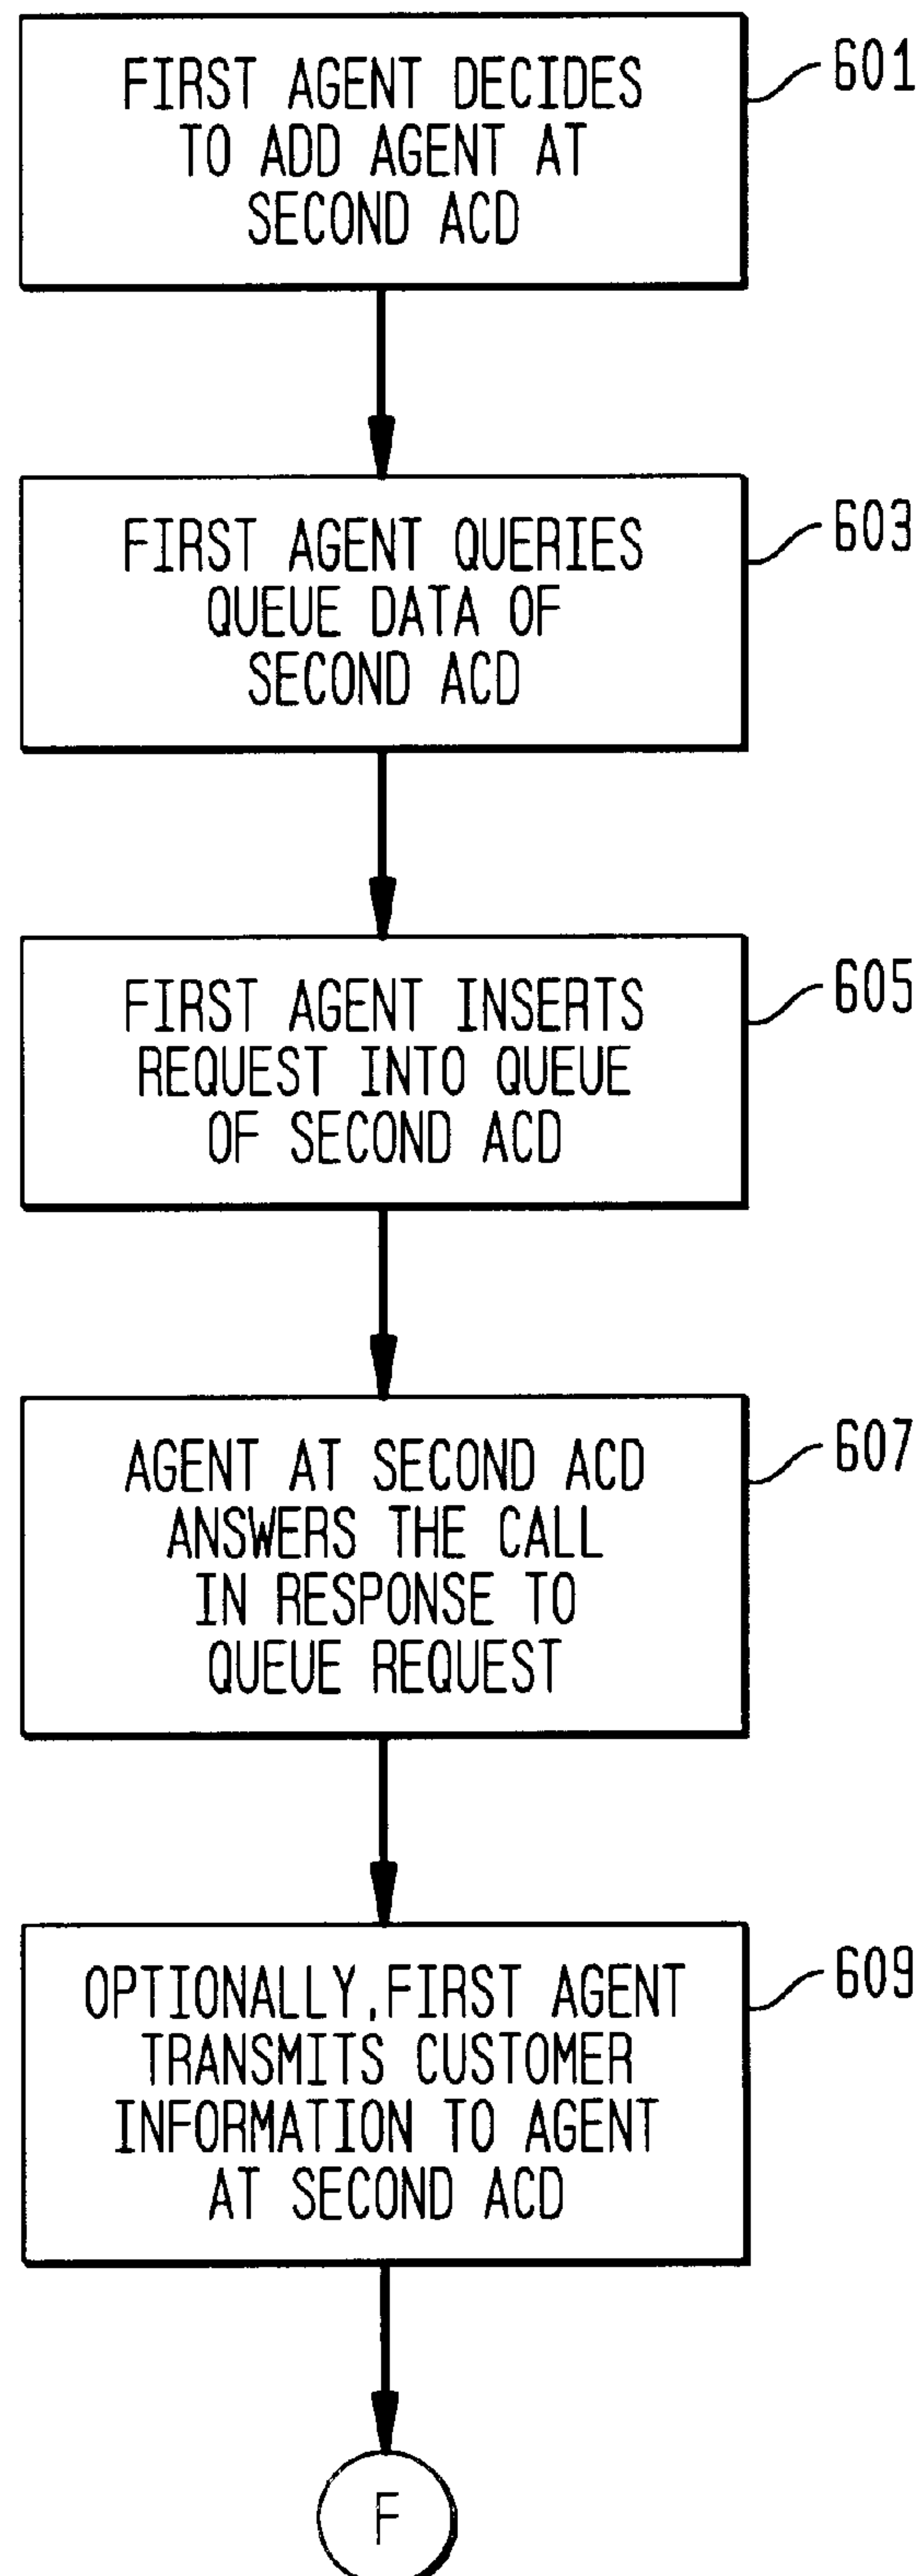 FIRST AGENT DECIDES
TO ADD AGENT AT
SECOND ACD
601
FIRST AGENT QUERIES
QUEUE DATA OF
SECOND ACD
603
FIRST AGENT INSERTS
REQUEST INTO QUEUE
OF SECOND ACD
605
AGENT AT SECOND ACD
ANSWERS THE CALL
IN RESPONSE TO
QUEUE REQUEST
607
OPTIONALLY, FIRST AGENT
TRANSMITS CUSTOMER
INFORMATION TO AGENT
AT SECOND ACD
609
F